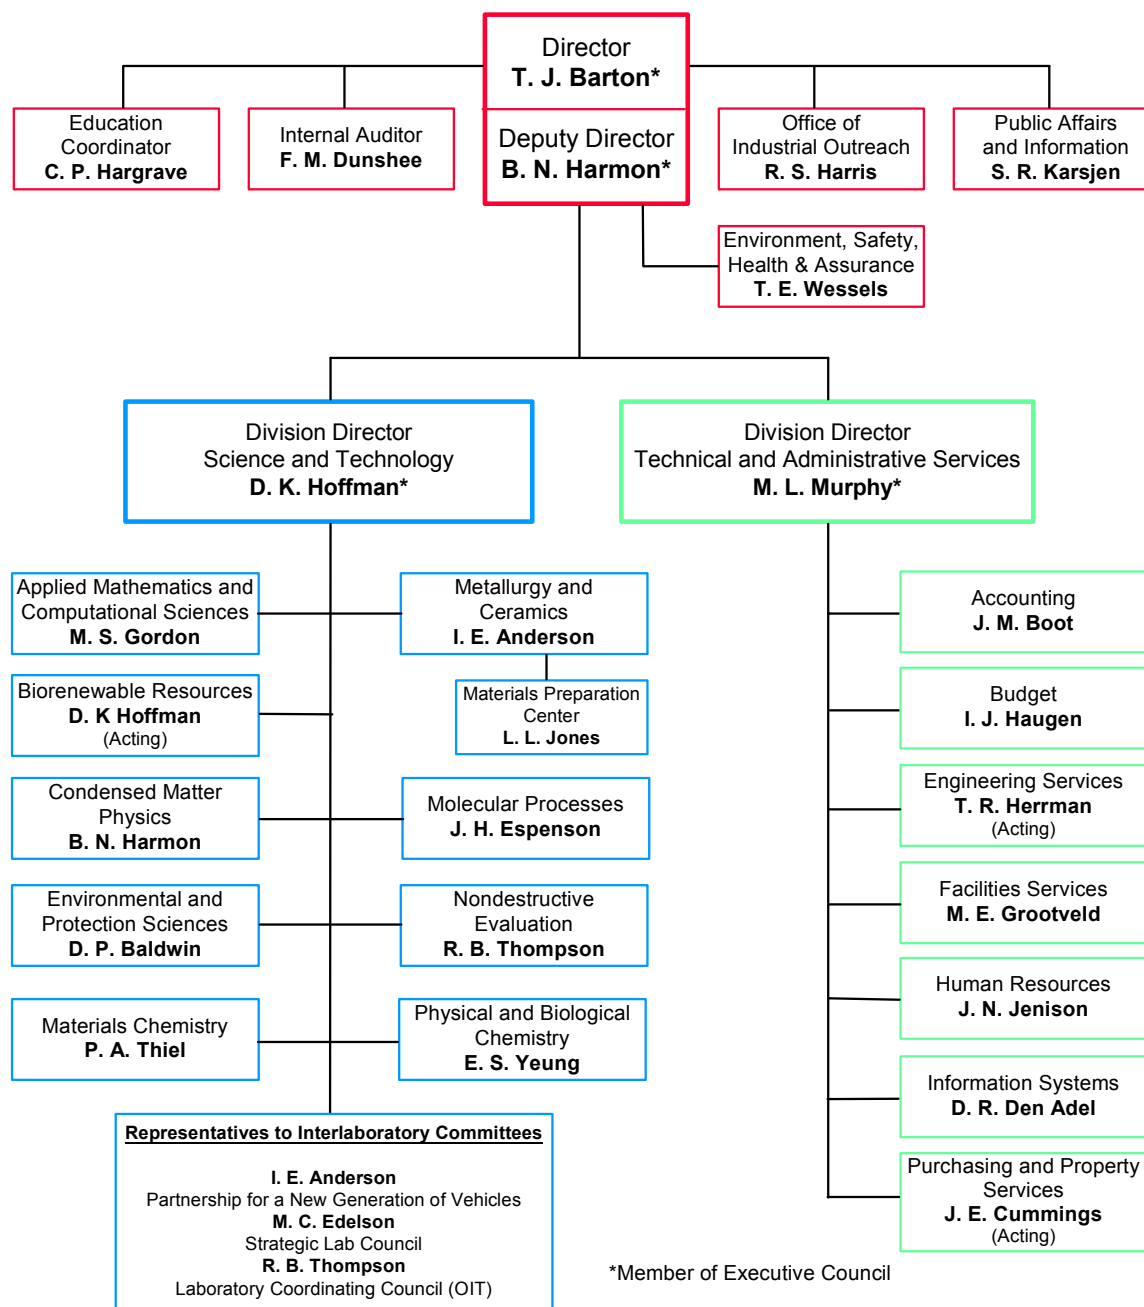 Director
T. J. Barton*
Education
Coordinator
C. P. Hargrave
Internal Auditor
F. M. Dunshee
Deputy Director
B. N. Harmon*
Office of
Industrial Outreach
R. S. Harris
Public Affairs
and Information
S. R. Karsjen
Environment, Safety,
Health & Assurance
T. E. Wessels
Division Director
Science and Technology
D. K. Hoffman*
Division Director
Technical and Administrative Services
M. L. Murphy*
Applied Mathematics and
Computational Sciences
M. S. Gordon
Metallurgy and
Ceramics
I. E. Anderson
Biorenewable Resources
D. K Hoffman
(Acting)
Materials Preparation
Center
L. L. Jones
Condensed Matter
Physics
B. N. Harmon
Molecular Processes
J. H. Espenson
Environmental and
Protection Sciences
D. P. Baldwin
Nondestructive
Evaluation
R. B. Thompson
Materials Chemistry
P. A. Thiel
Physical and Biological
Chemistry
E. S. Yeung
Representatives to Interlaboratory Committees
I. E. Anderson
Partnership for a New Generation of Vehicles
M. C. Edelson
Strategic Lab Council
R. B. Thompson
Laboratory Coordinating Council (OIT)
Accounting
J. M. Boot
Budget
I. J. Haugen
Engineering Services
T. R. Herrman
(Acting)
Facilities Services
M. E. Grootveld
Human Resources
J. N. Jenison
Information Systems
D. R. Den Adel
Purchasing and Property
Services
J. E. Cummings
(Acting)
*Member of Executive Council